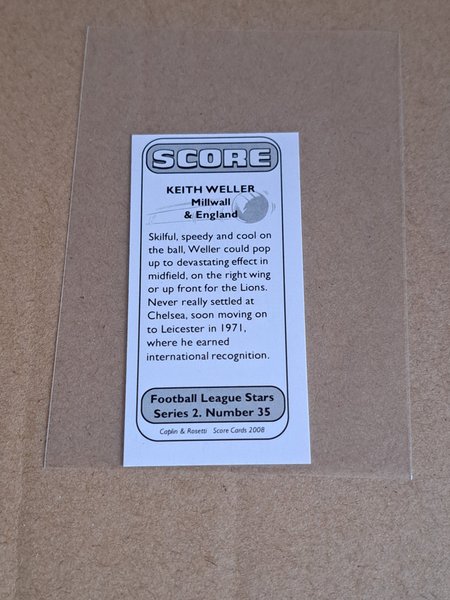 SCORE
KEITH WELLER
Millwall
& England
Skilful, speedy and cool on
the ball, Weller could pop
up to devastating effect in
midfield, on the right wing
or up front for the Lions.
Never really settled at
Chelsea, soon moving on
to Leicester in 1971,
where he earned
international recognition.
Football League Stars
Series 2. Number 35
Caplin & Rosetti Score Cards 2008